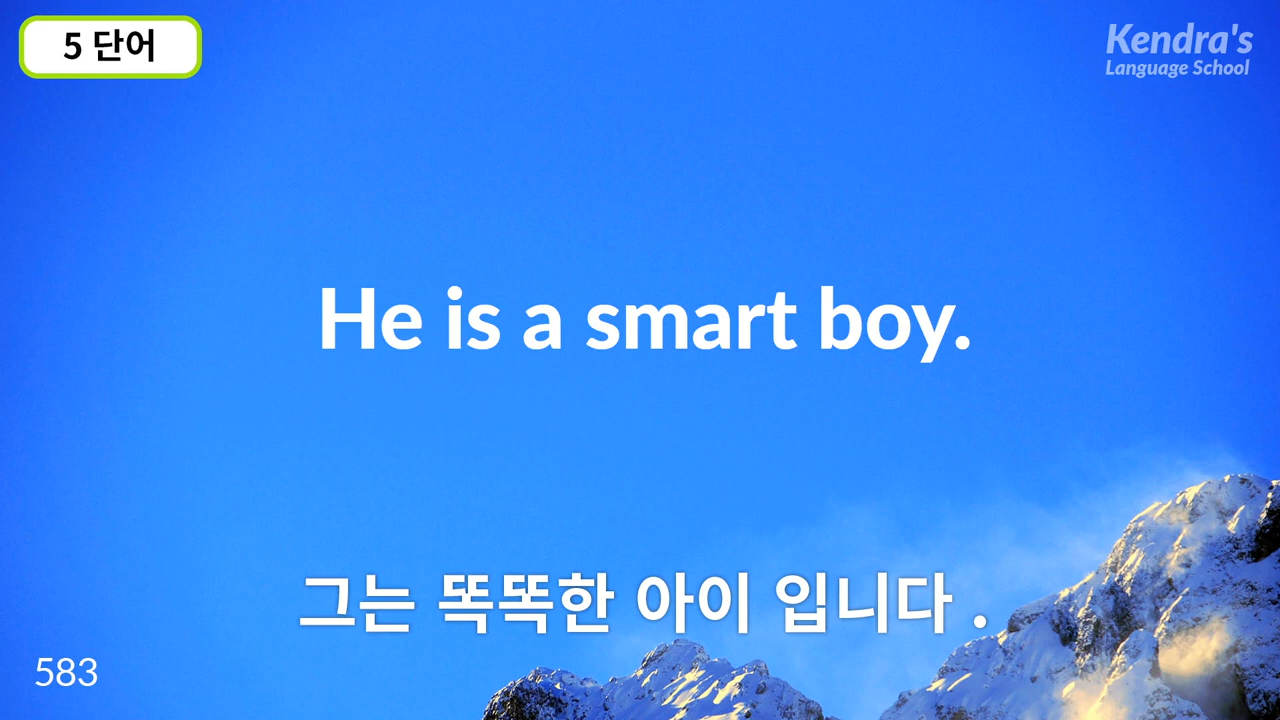 5 단어
Kendra's
Language School
He is a smart boy.
그는 똑똑한 아이 입니다 .
583